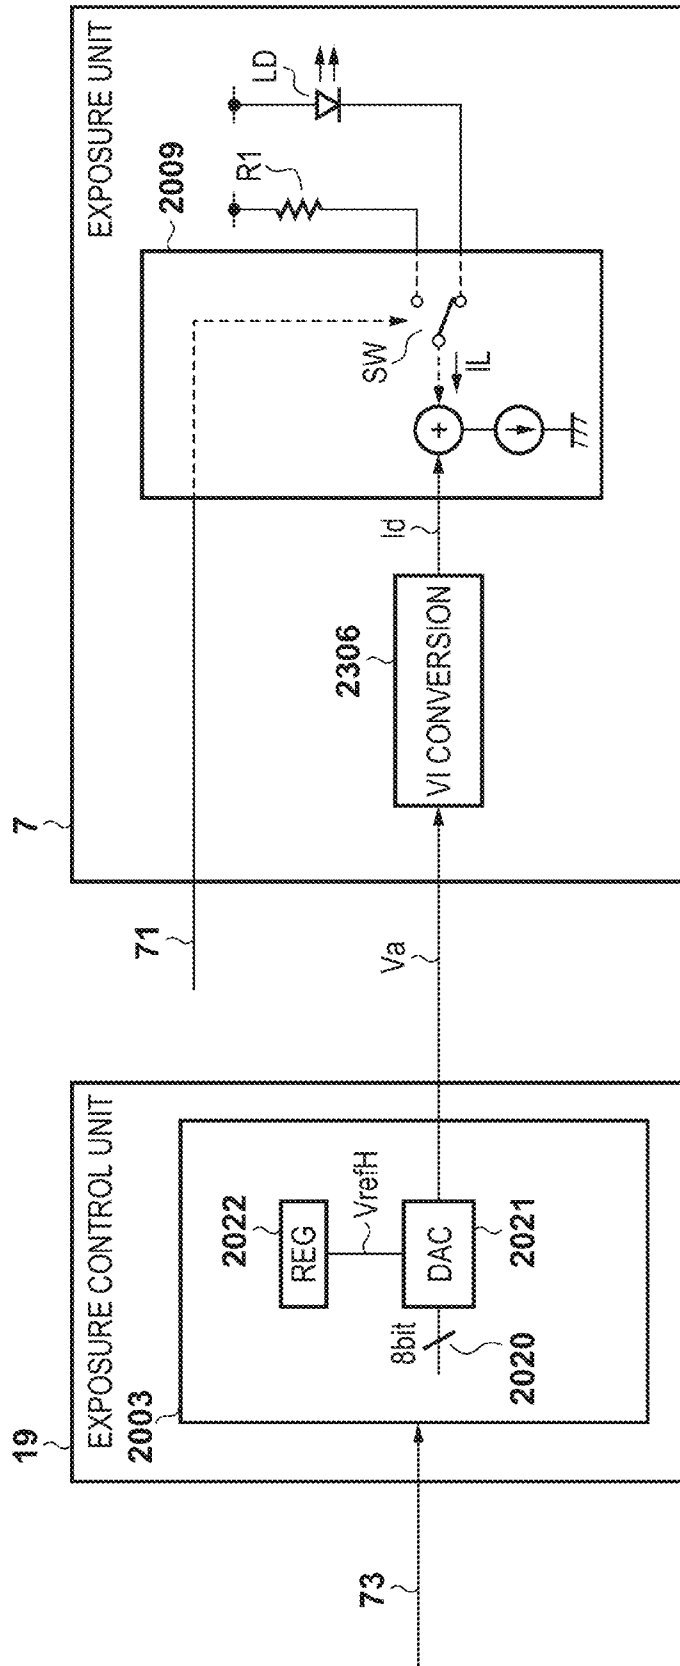 19
EXPOSURE CONTROL UNIT
2003
2022
REG
VrefH
DAC
2021
8bit
2020
73
Va
71
7
EXPOSURE UNIT
2306
VI CONVERSION
Id
2009
SW
IL
+
R1
LD